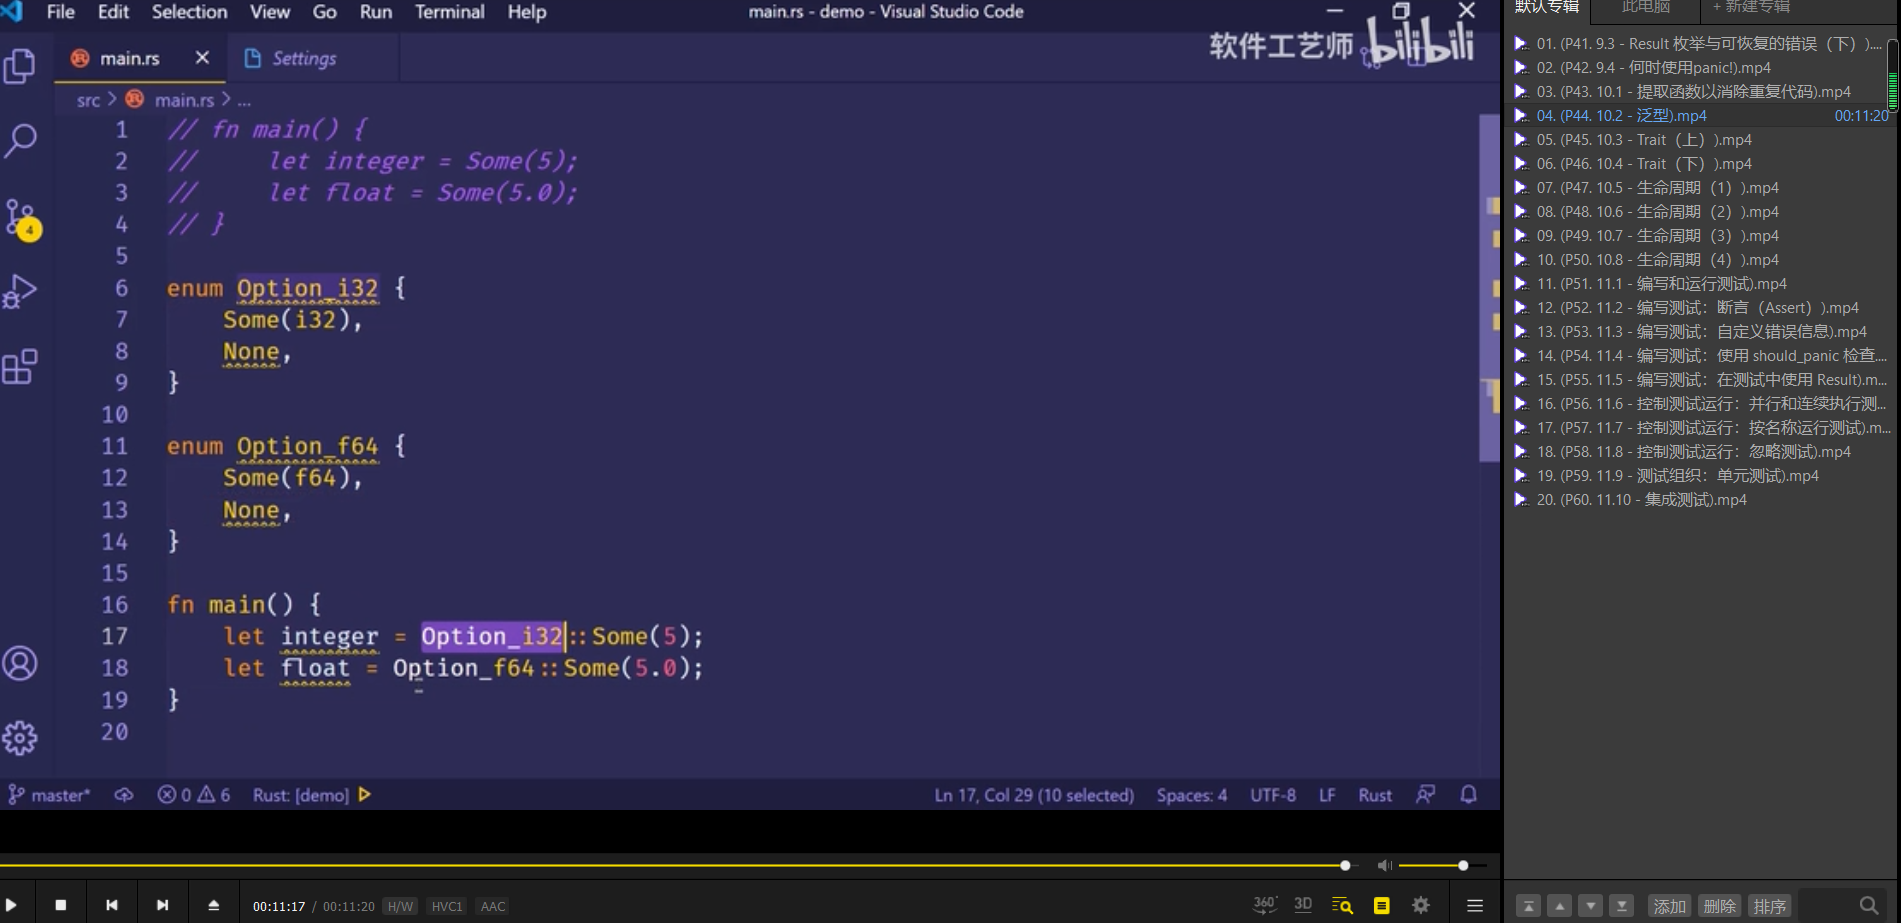 File Edit Selection View Go Run Terminal Help
main.rs - demo - Visual Studio Code
main.rs
Settings
软件工艺师 bilibili
src > main.rs > ...
1 // fn main() {
2 //     let integer = Some(5);
3 //     let float = Some(5.0);
4 // }
5
6 enum Option_i32 {
7     Some(i32),
8     None,
9 }
10
11 enum Option_f64 {
12     Some(f64),
13     None,
14 }
15
16 fn main() {
17     let integer = Option_i32::Some(5);
18     let float = Option_f64::Some(5.0);
19 }
20
4
master* 0 6 Rust: [demo]
Ln 17, Col 29 (10 selected) Spaces: 4 UTF-8 LF Rust
00:11:17 / 00:11:20 H/W HVC1 AAC
360° 3D
默认专辑 此电脑 + 新建专辑
01. (P41. 9.3 - Result 枚举与可恢复的错误（下）)....
02. (P42. 9.4 - 何时使用panic!).mp4
03. (P43. 10.1 - 提取函数以消除重复代码).mp4
04. (P44. 10.2 - 泛型).mp4 00:11:20
05. (P45. 10.3 - Trait（上）).mp4
06. (P46. 10.4 - Trait（下）).mp4
07. (P47. 10.5 - 生命周期（1）).mp4
08. (P48. 10.6 - 生命周期（2）).mp4
09. (P49. 10.7 - 生命周期（3）).mp4
10. (P50. 10.8 - 生命周期（4）).mp4
11. (P51. 11.1 - 编写和运行测试).mp4
12. (P52. 11.2 - 编写测试：断言（Assert）).mp4
13. (P53. 11.3 - 编写测试：自定义错误信息).mp4
14. (P54. 11.4 - 编写测试：使用 should_panic 检查....
15. (P55. 11.5 - 编写测试：在测试中使用 Result).m...
16. (P56. 11.6 - 控制测试运行：并行和连续执行测...
17. (P57. 11.7 - 控制测试运行：按名称运行测试).m...
18. (P58. 11.8 - 控制测试运行：忽略测试).mp4
19. (P59. 11.9 - 测试组织：单元测试).mp4
20. (P60. 11.10 - 集成测试).mp4
添加 删除 排序